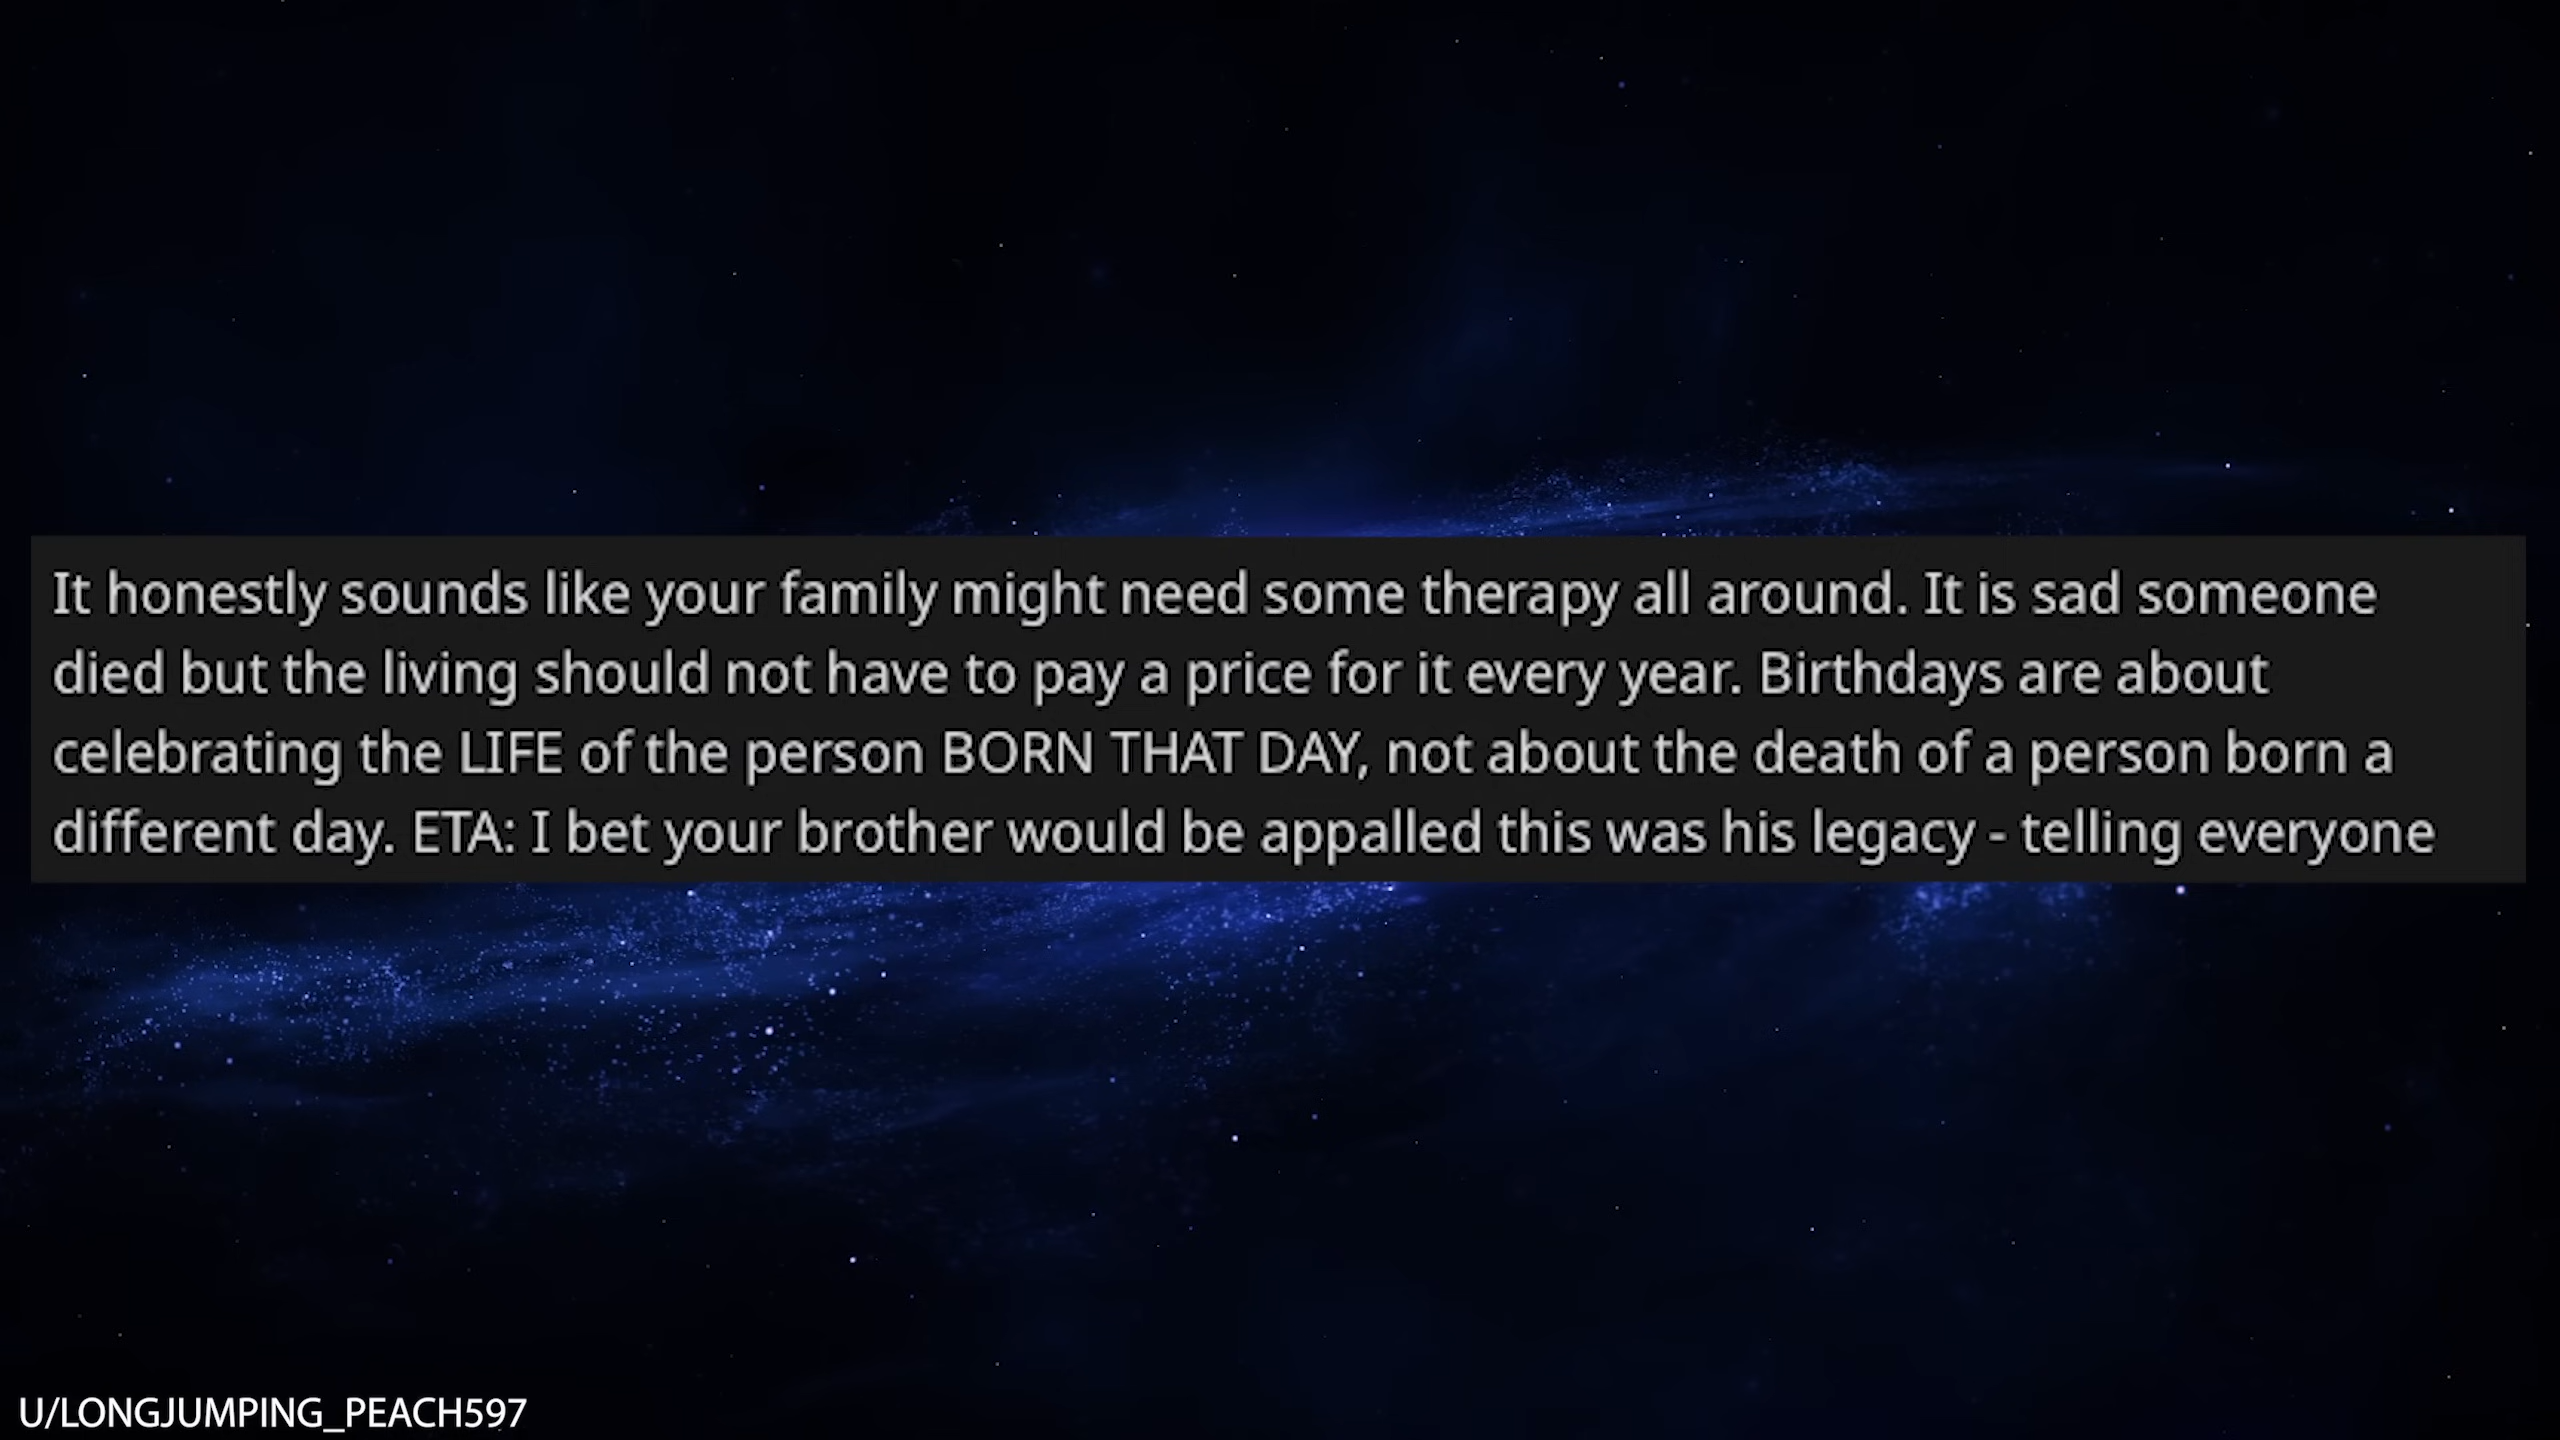 It honestly sounds like your family might need some therapy all around. It is sad someone
died but the living should not have to pay a price for it every year. Birthdays are about
celebrating the LIFE of the person BORN THAT DAY, not about the death of a person born a
different day. ETA: I bet your brother would be appalled this was his legacy - telling everyone
U/LONGJUMPING_PEACH597